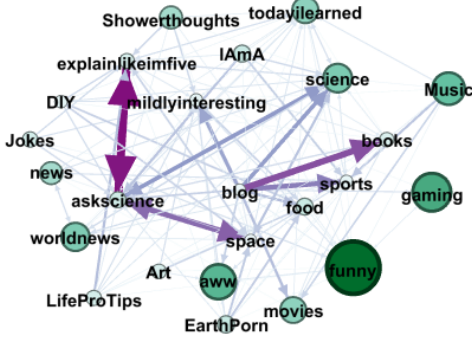 Showerthoughts
todayilearned
explainlikeimfive
IAmA
science
DIY
mildlyinteresting
Music
Jokes
books
news
askscience
blog
sports
gaming
food
worldnews
space
Art
aww
funny
LifeProTips
EarthPorn
movies